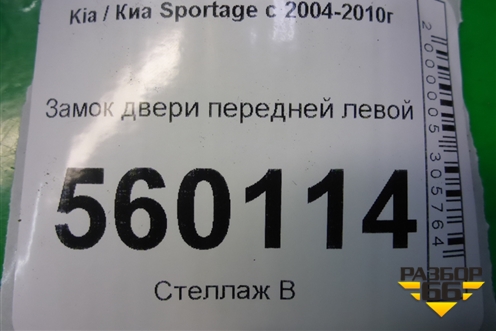 Kia / Киа Sportage с 2004-2010г
Замок двери передней левой
560114
Стеллаж В
2000005305764
РАЗБОР
66